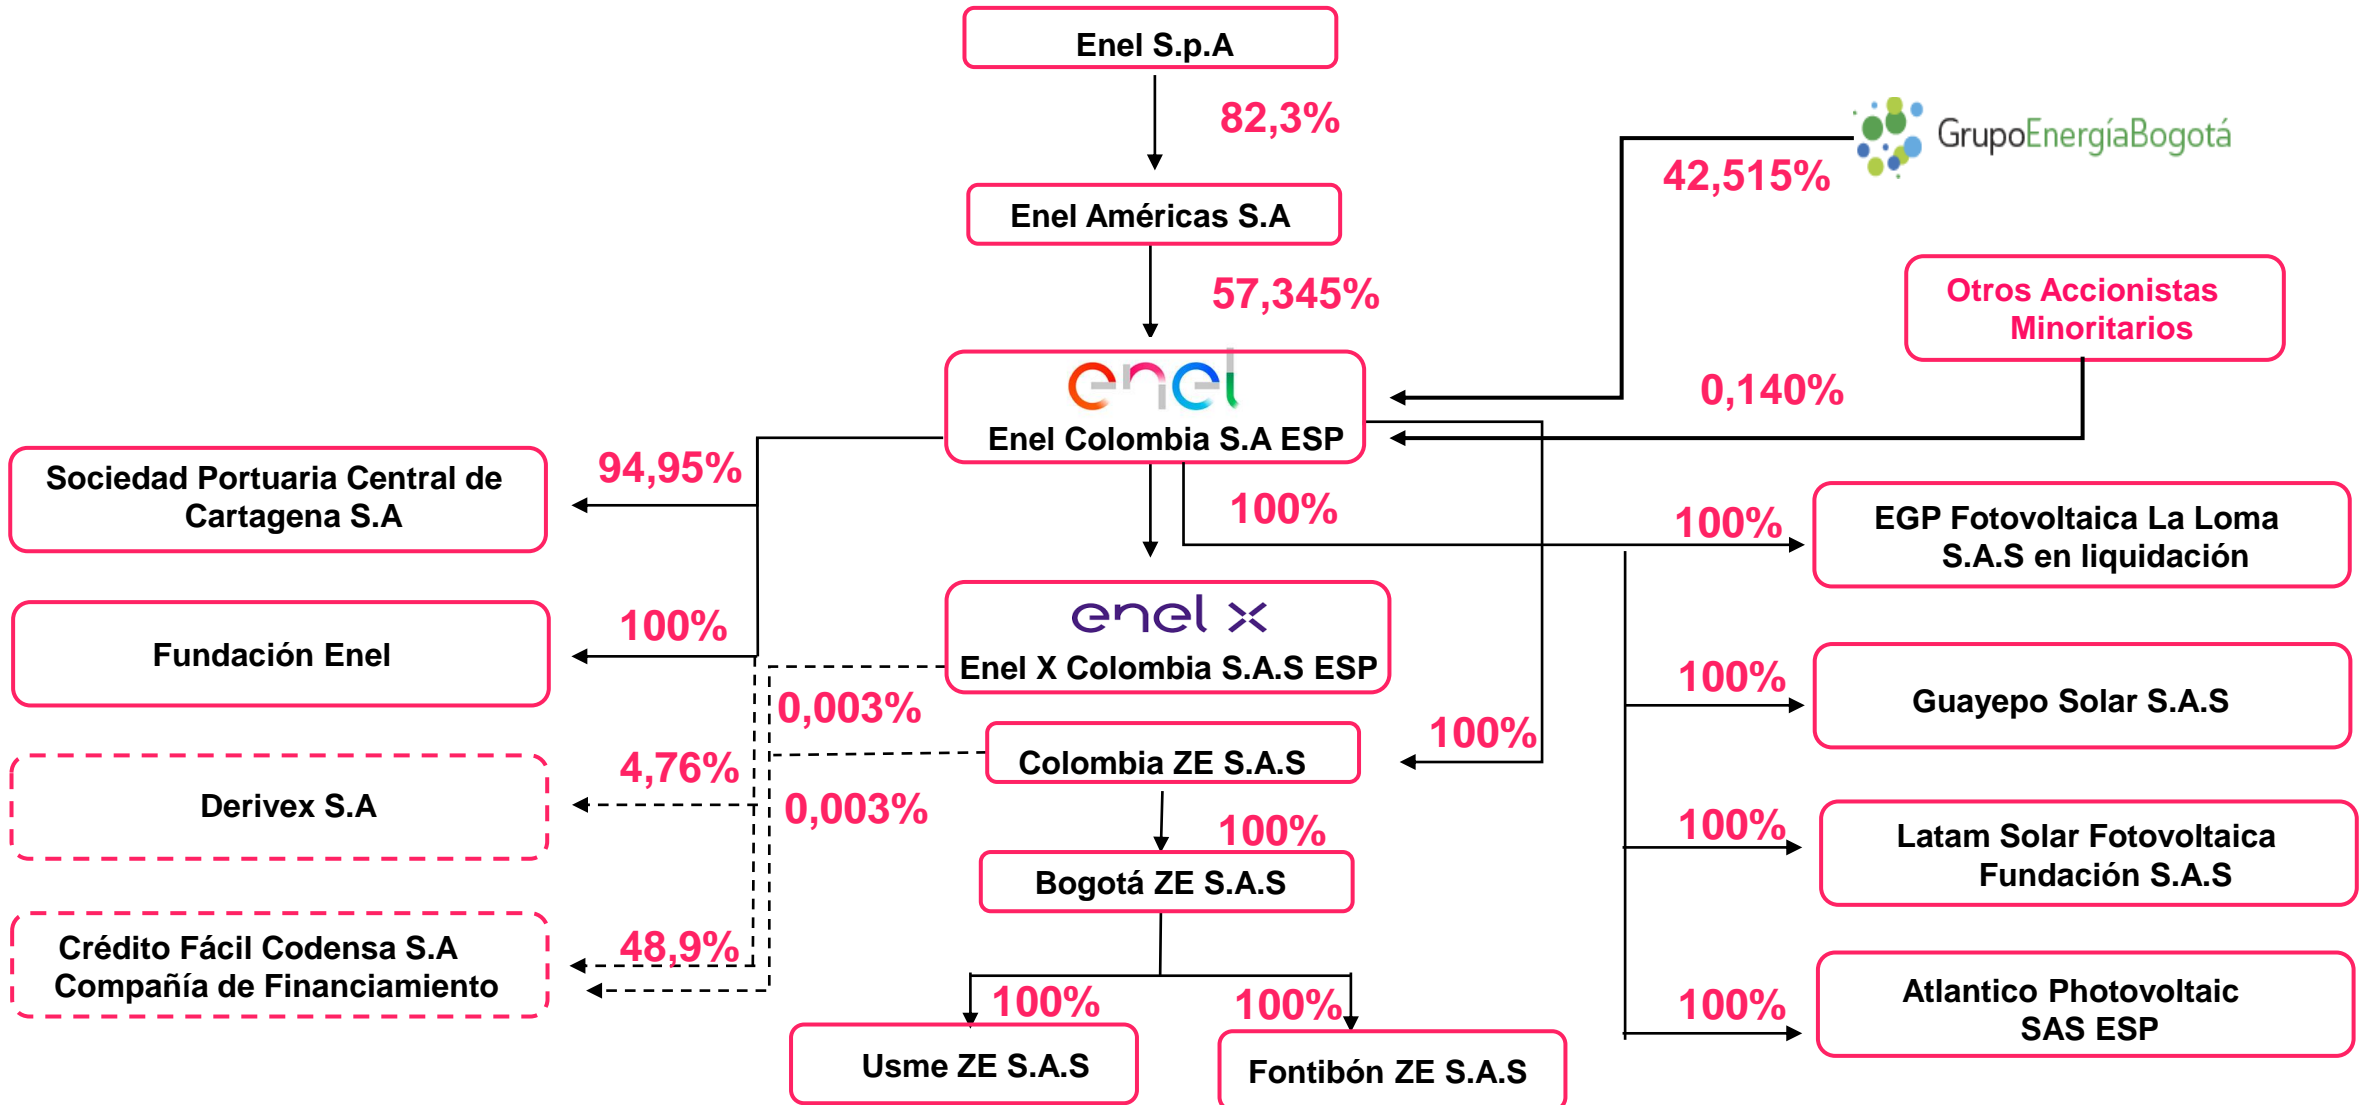 Enel S.p.A
82,3%
GrupoEnergíaBogotá
42,515%
Enel Américas S.A
57,345%
Otros Accionistas
Minoritarios
0,140%
enel
Enel Colombia S.A ESP
94,95%
Sociedad Portuaria Central de
Cartagena S.A
100%
100%
EGP Fotovoltaica La Loma
S.A.S en liquidación
100%
Fundación Enel
enel x
Enel X Colombia S.A.S ESP
0,003%
100%
Guayepo Solar S.A.S
100%
4,76%
Derivex S.A
0,003%
Colombia ZE S.A.S
100%
100%
Latam Solar Fotovoltaica
Fundación S.A.S
Bogotá ZE S.A.S
48,9%
Crédito Fácil Codensa S.A
Compañía de Financiamiento
100%
100%
100%
Atlantico Photovoltaic
SAS ESP
Usme ZE S.A.S
Fontibón ZE S.A.S